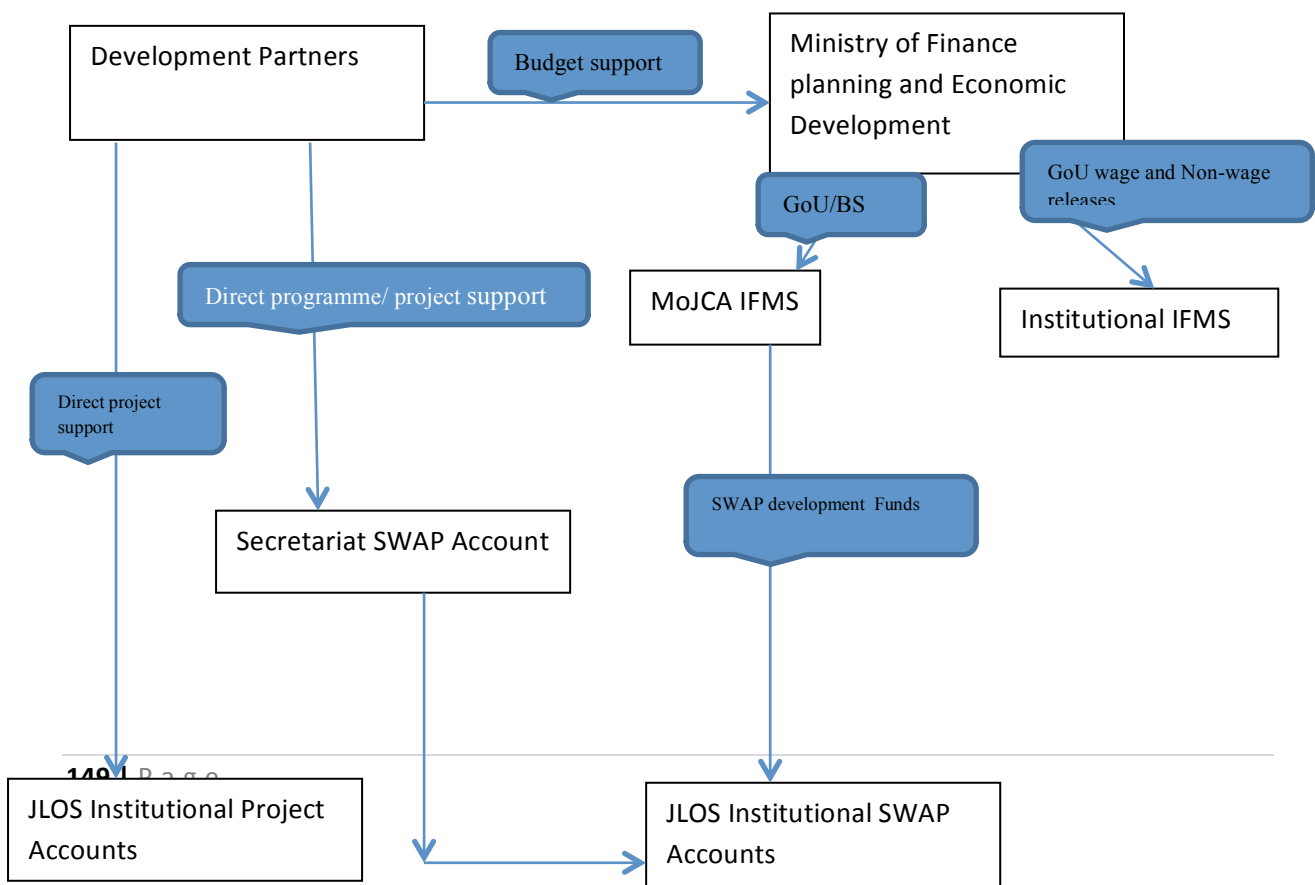 Development Partners
Budget support
Ministry of Finance
planning and Economic
Development
GoU wage and Non-wage
releases
GoU/BS
Direct programme/ project support
MoJCA IFMS
Institutional IFMS
Direct project
support
SWAP development Funds
Secretariat SWAP Account
149 | Page
JLOS Institutional Project
Accounts
JLOS Institutional SWAP
Accounts